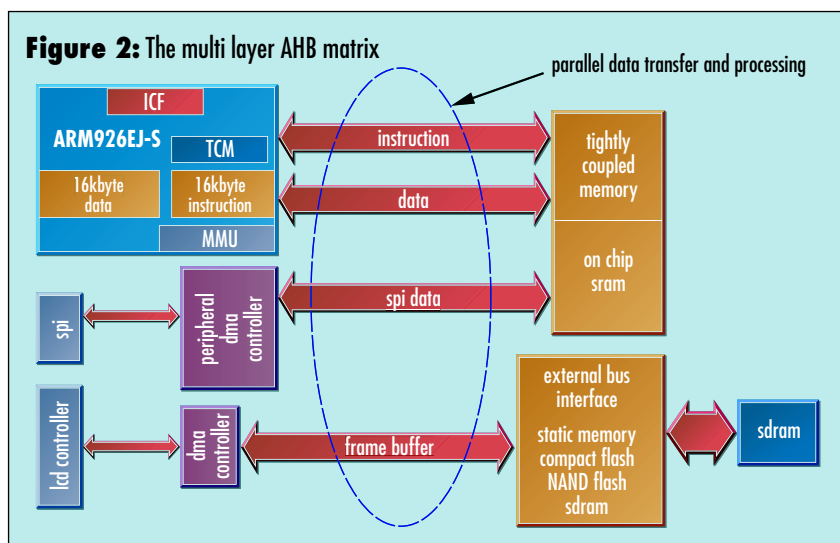 Figure 2: The multi layer AHB matrix
parallel data transfer and processing
ICF
ARM926EJ-S
TCM
16kbyte
data
16kbyte
instruction
MMU
instruction
data
tightly
coupled
memory
on chip
sram
spi
peripheral
dma
controller
spi data
lcd controller
dma
controller
frame buffer
external bus
interface
static memory
compact flash
NAND flash
sdram
sdram